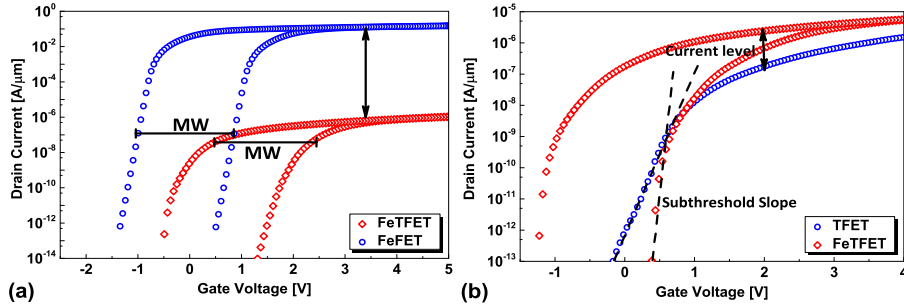 Drain Current [A/μm]
10^2
10^0
10^-2
10^-4
10^-6
10^-8
10^-10
10^-12
10^-14
MW
MW
FeTFET
FeFET
-2 -1 0 1 2 3 4 5
Gate Voltage [V]
(a)
Drain Current [A/μm]
10^-5
10^-6
10^-7
10^-8
10^-9
10^-10
10^-11
10^-12
10^-13
Current level
Subthreshold Slope
TFET
FeTFET
-1 0 1 2 3 4
Gate Voltage [V]
(b)